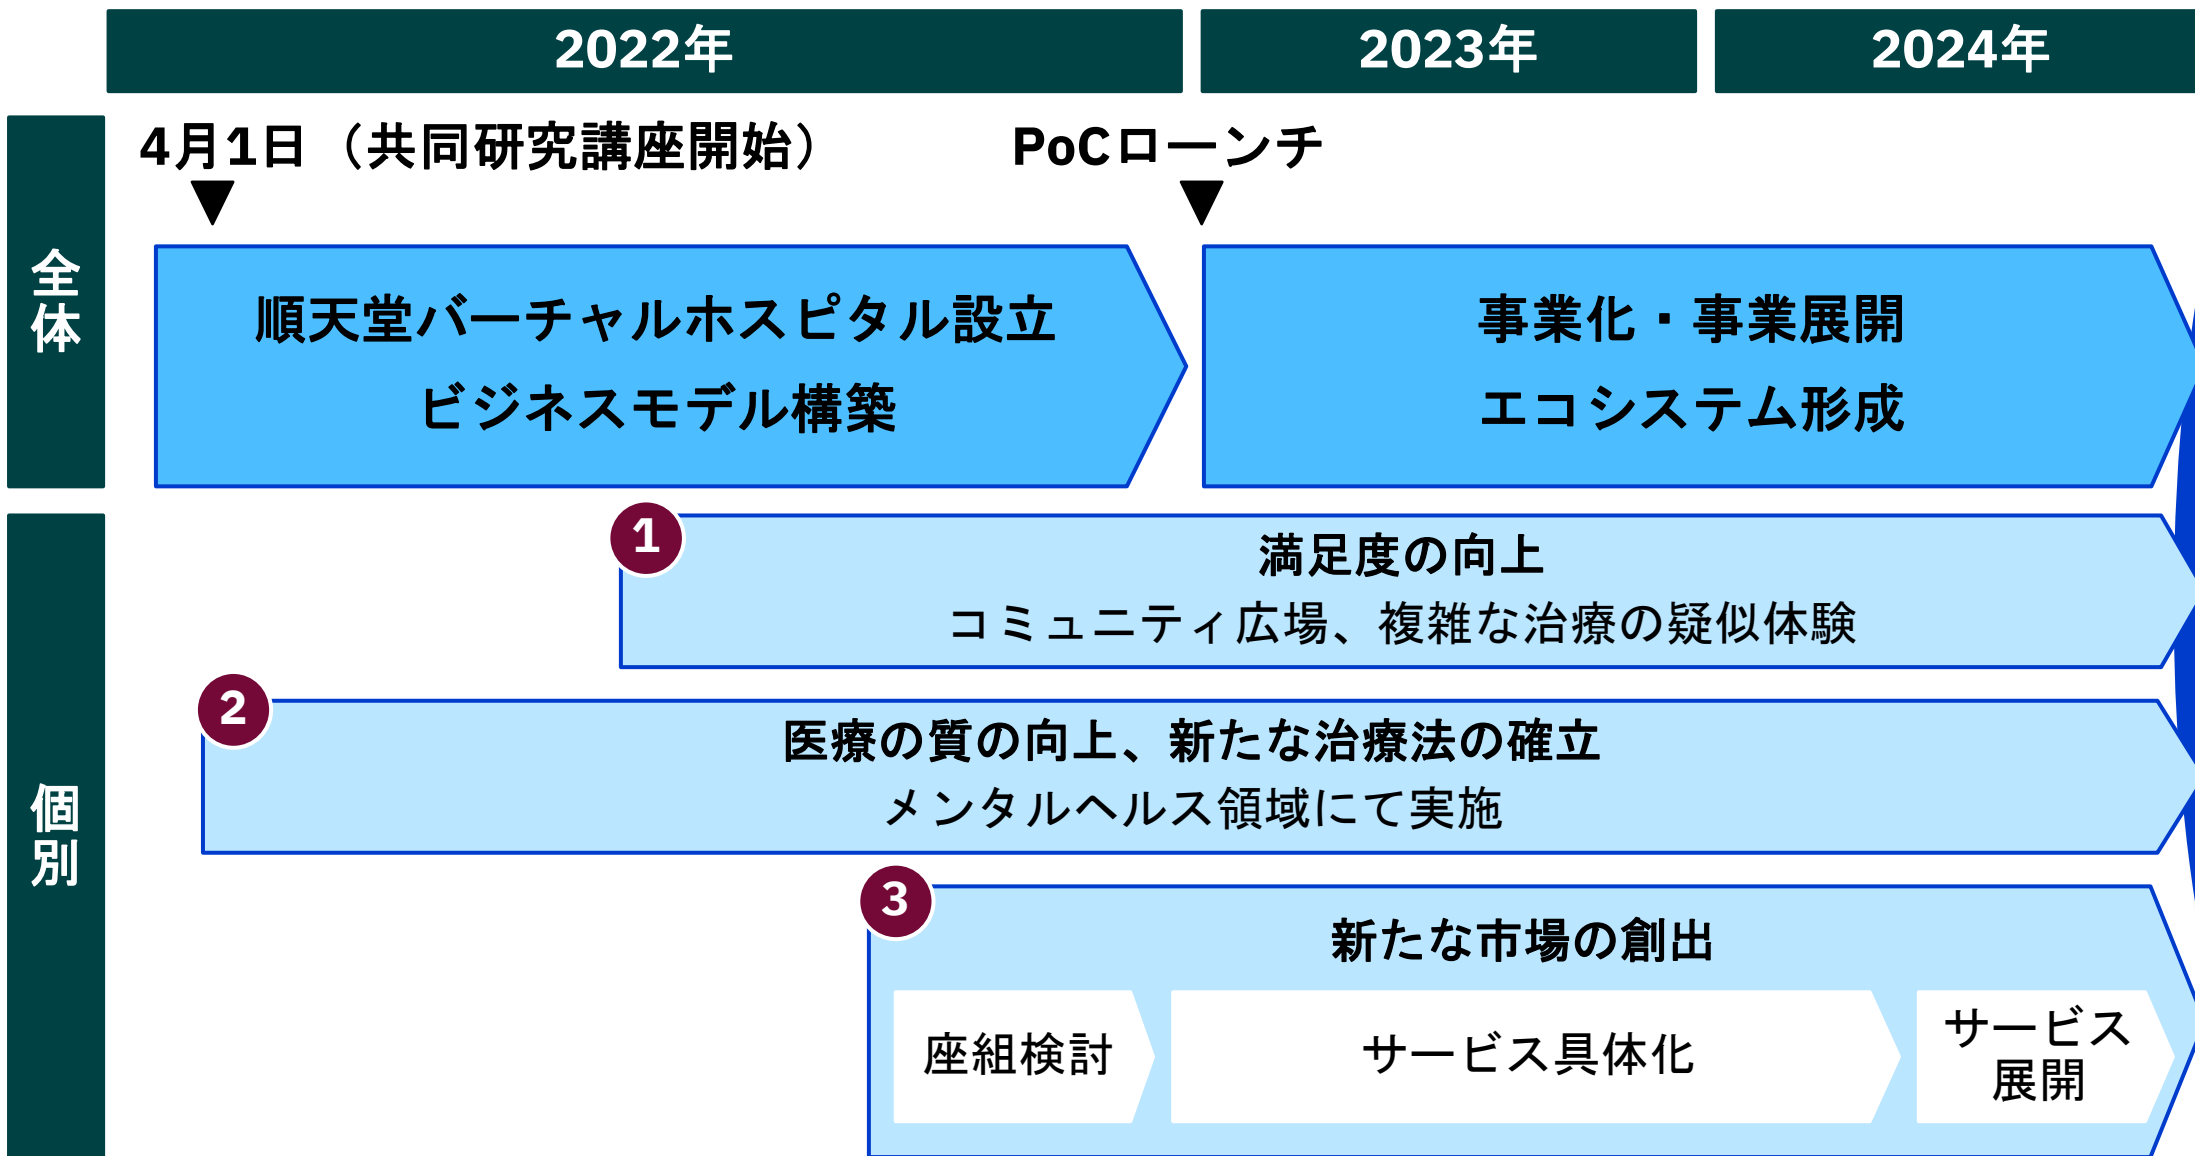 2022年
2023年
2024年
4月1日（共同研究講座開始）
PoCローンチ
全体
順天堂バーチャルホスピタル設立
ビジネスモデル構築
事業化・事業展開
エコシステム形成
個別
1
満足度の向上
コミュニティ広場、複雑な治療の疑似体験
2
医療の質の向上、新たな治療法の確立
メンタルヘルス領域にて実施
3
新たな市場の創出
座組検討
サービス具体化
サービス
展開